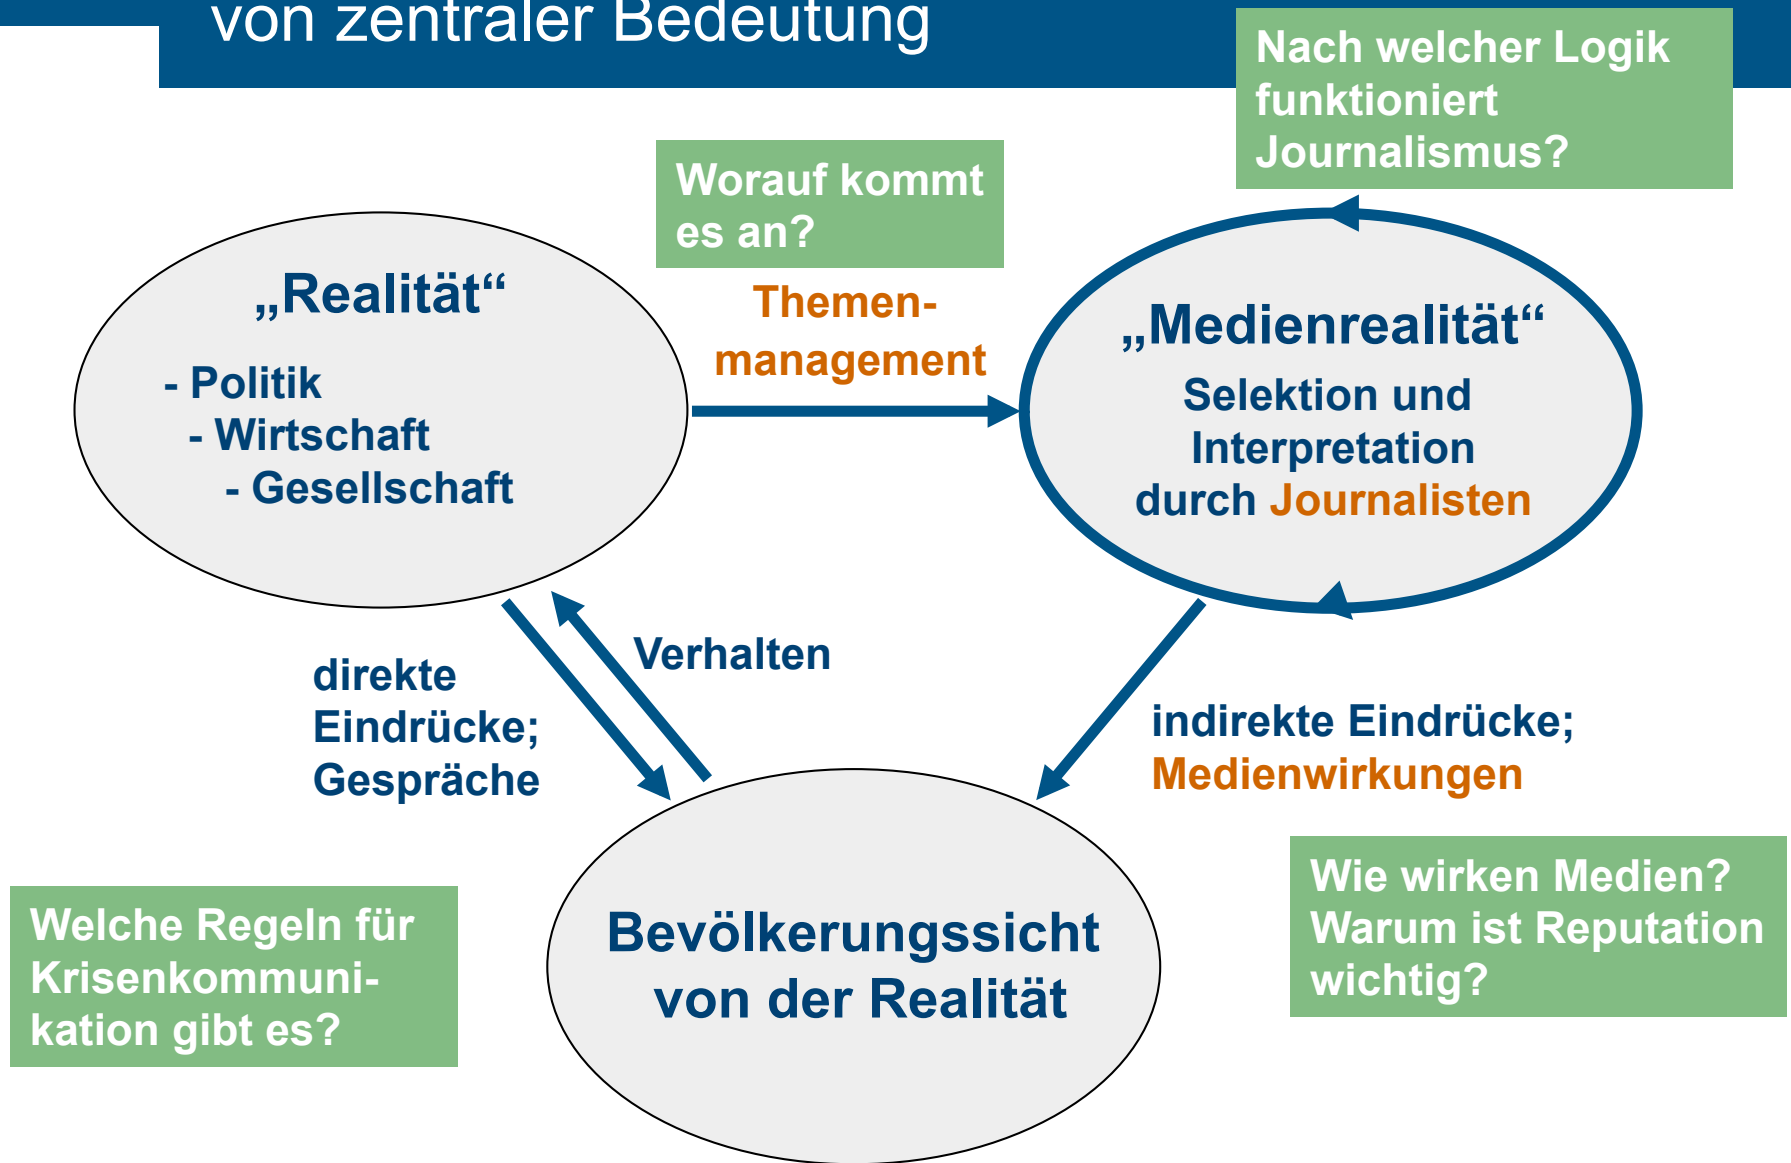 von zentraler Bedeutung
Nach welcher Logik
funktioniert
Journalismus?
Worauf kommt
es an?
Themen-
management
„Realität“
- Politik
- Wirtschaft
- Gesellschaft
„Medienrealität“
Selektion und
Interpretation
durch Journalisten
direkte
Eindrücke;
Gespräche
Verhalten
indirekte Eindrücke;
Medienwirkungen
Welche Regeln für
Krisenkommuni-
kation gibt es?
Bevölkerungssicht
von der Realität
Wie wirken Medien?
Warum ist Reputation
wichtig?